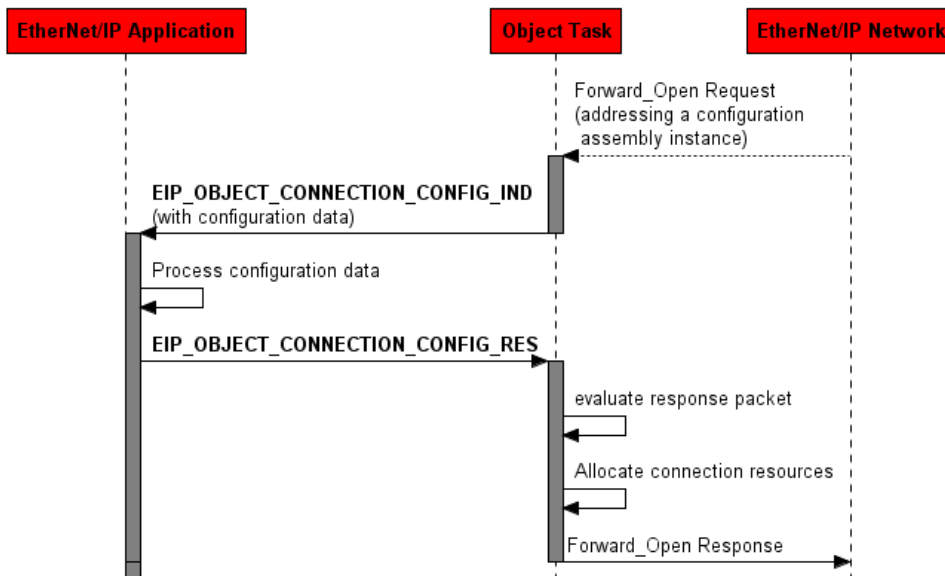 EtherNet/IP Application
Object Task
EtherNet/IP Network
Forward_Open Request
(addressing a configuration
assembly instance)
EIP_OBJECT_CONNECTION_CONFIG_IND
(with configuration data)
Process configuration data
EIP_OBJECT_CONNECTION_CONFIG_RES
evaluate response packet
Allocate connection resources
Forward_Open Response